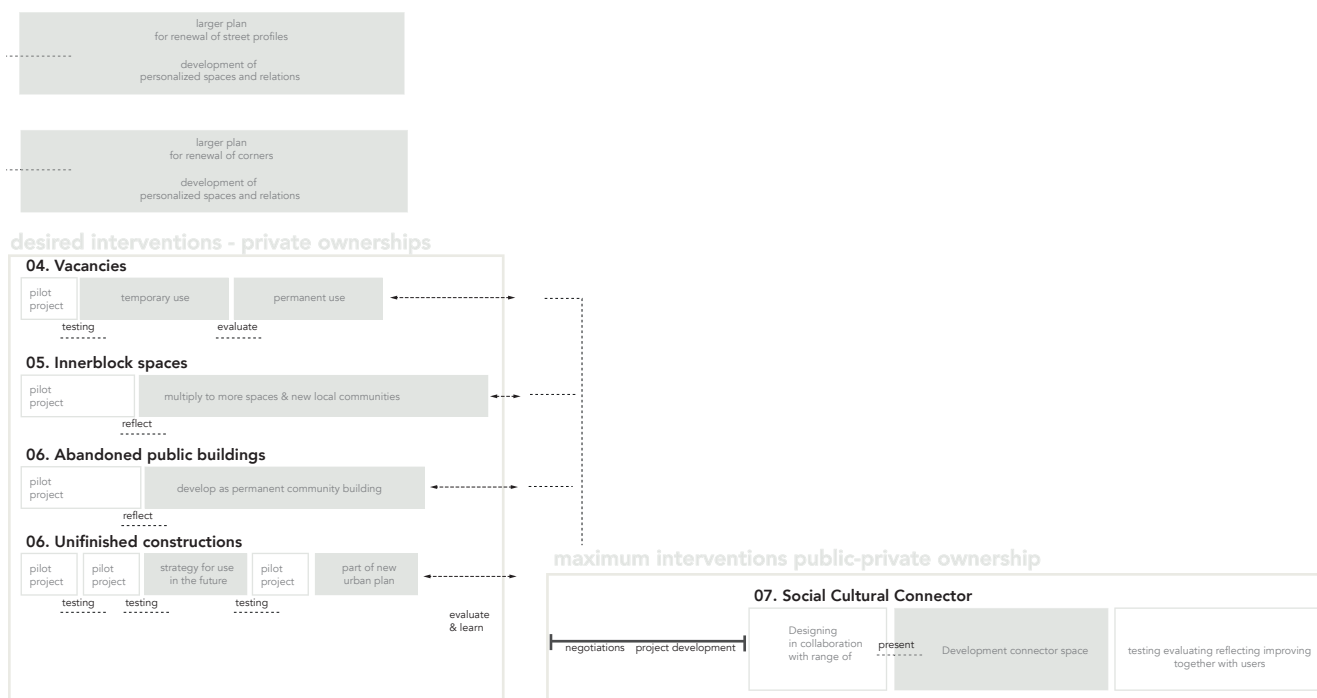 larger plan
for renewal of street profiles
development of
personalized spaces and relations
larger plan
for renewal of corners
development of
personalized spaces and relations
desired interventions - private ownerships
04. Vacancies
pilot
project
temporary use
permanent use
testing
evaluate
05. Innerblock spaces
pilot
project
multiply to more spaces & new local communities
reflect
06. Abandoned public buildings
pilot
project
develop as permanent community building
reflect
06. Unifinished constructions
pilot
project
pilot
project
strategy for use
in the future
pilot
project
part of new
urban plan
testing
testing
testing
evaluate
& learn
maximum interventions public-private ownership
07. Social Cultural Connector
negotiations
project development
Designing
in collaboration
with range of
present
Development connector space
testing evaluating reflecting improving
together with users